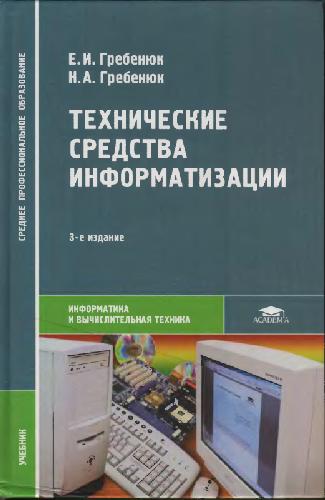 Е. И. Гребенюк
Н. А. Гребенюк
ТЕХНИЧЕСКИЕ
СРЕДСТВА
ИНФОРМАТИЗАЦИИ
3-е издание
ИНФОРМАТИКА
И ВЫЧИСЛИТЕЛЬНАЯ ТЕХНИКА
ACADEMA
СРЕДНЕЕ ПРОФЕССИОНАЛЬНОЕ ОБРАЗОВАНИЕ
УЧЕБНИК